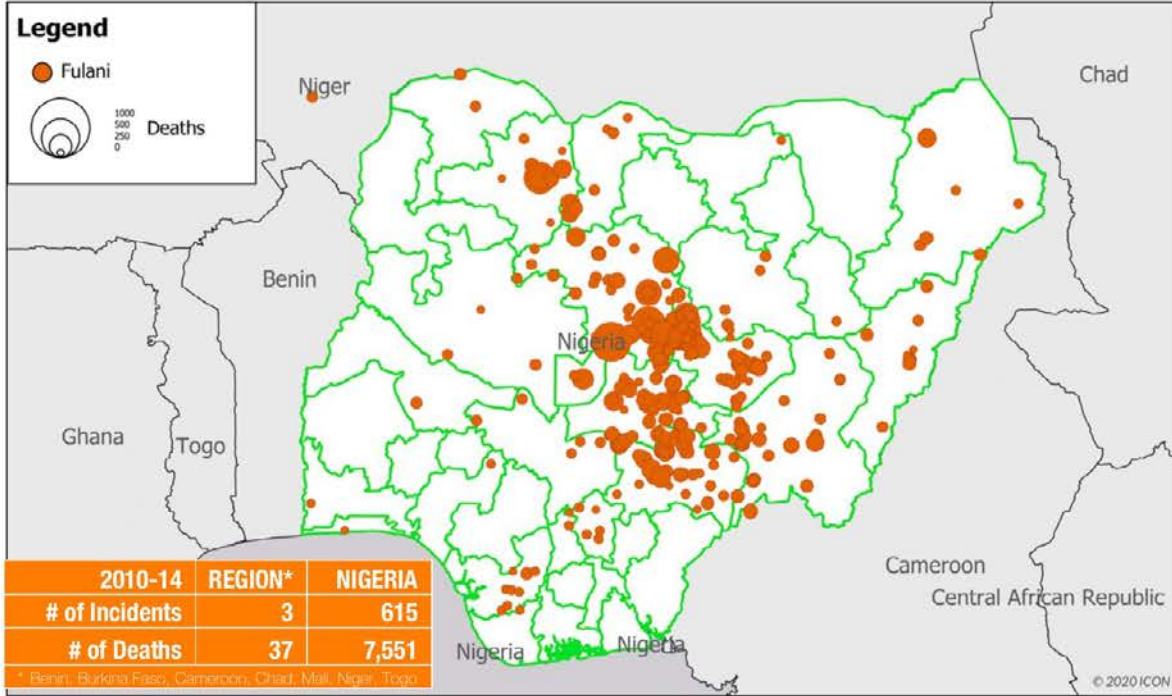 Legend
Fulani
1000
500
250
0
Deaths
Niger
Chad
Benin
Nigeria
Ghana
Togo
Cameroon
Central African Republic
Nigeria
Nigeria
2010-14 REGION* NIGERIA
# of Incidents 3 615
# of Deaths 37 7,551
* Benin, Burkina Faso, Cameroon, Chad, Mali, Niger, Togo
© 2020 ICON